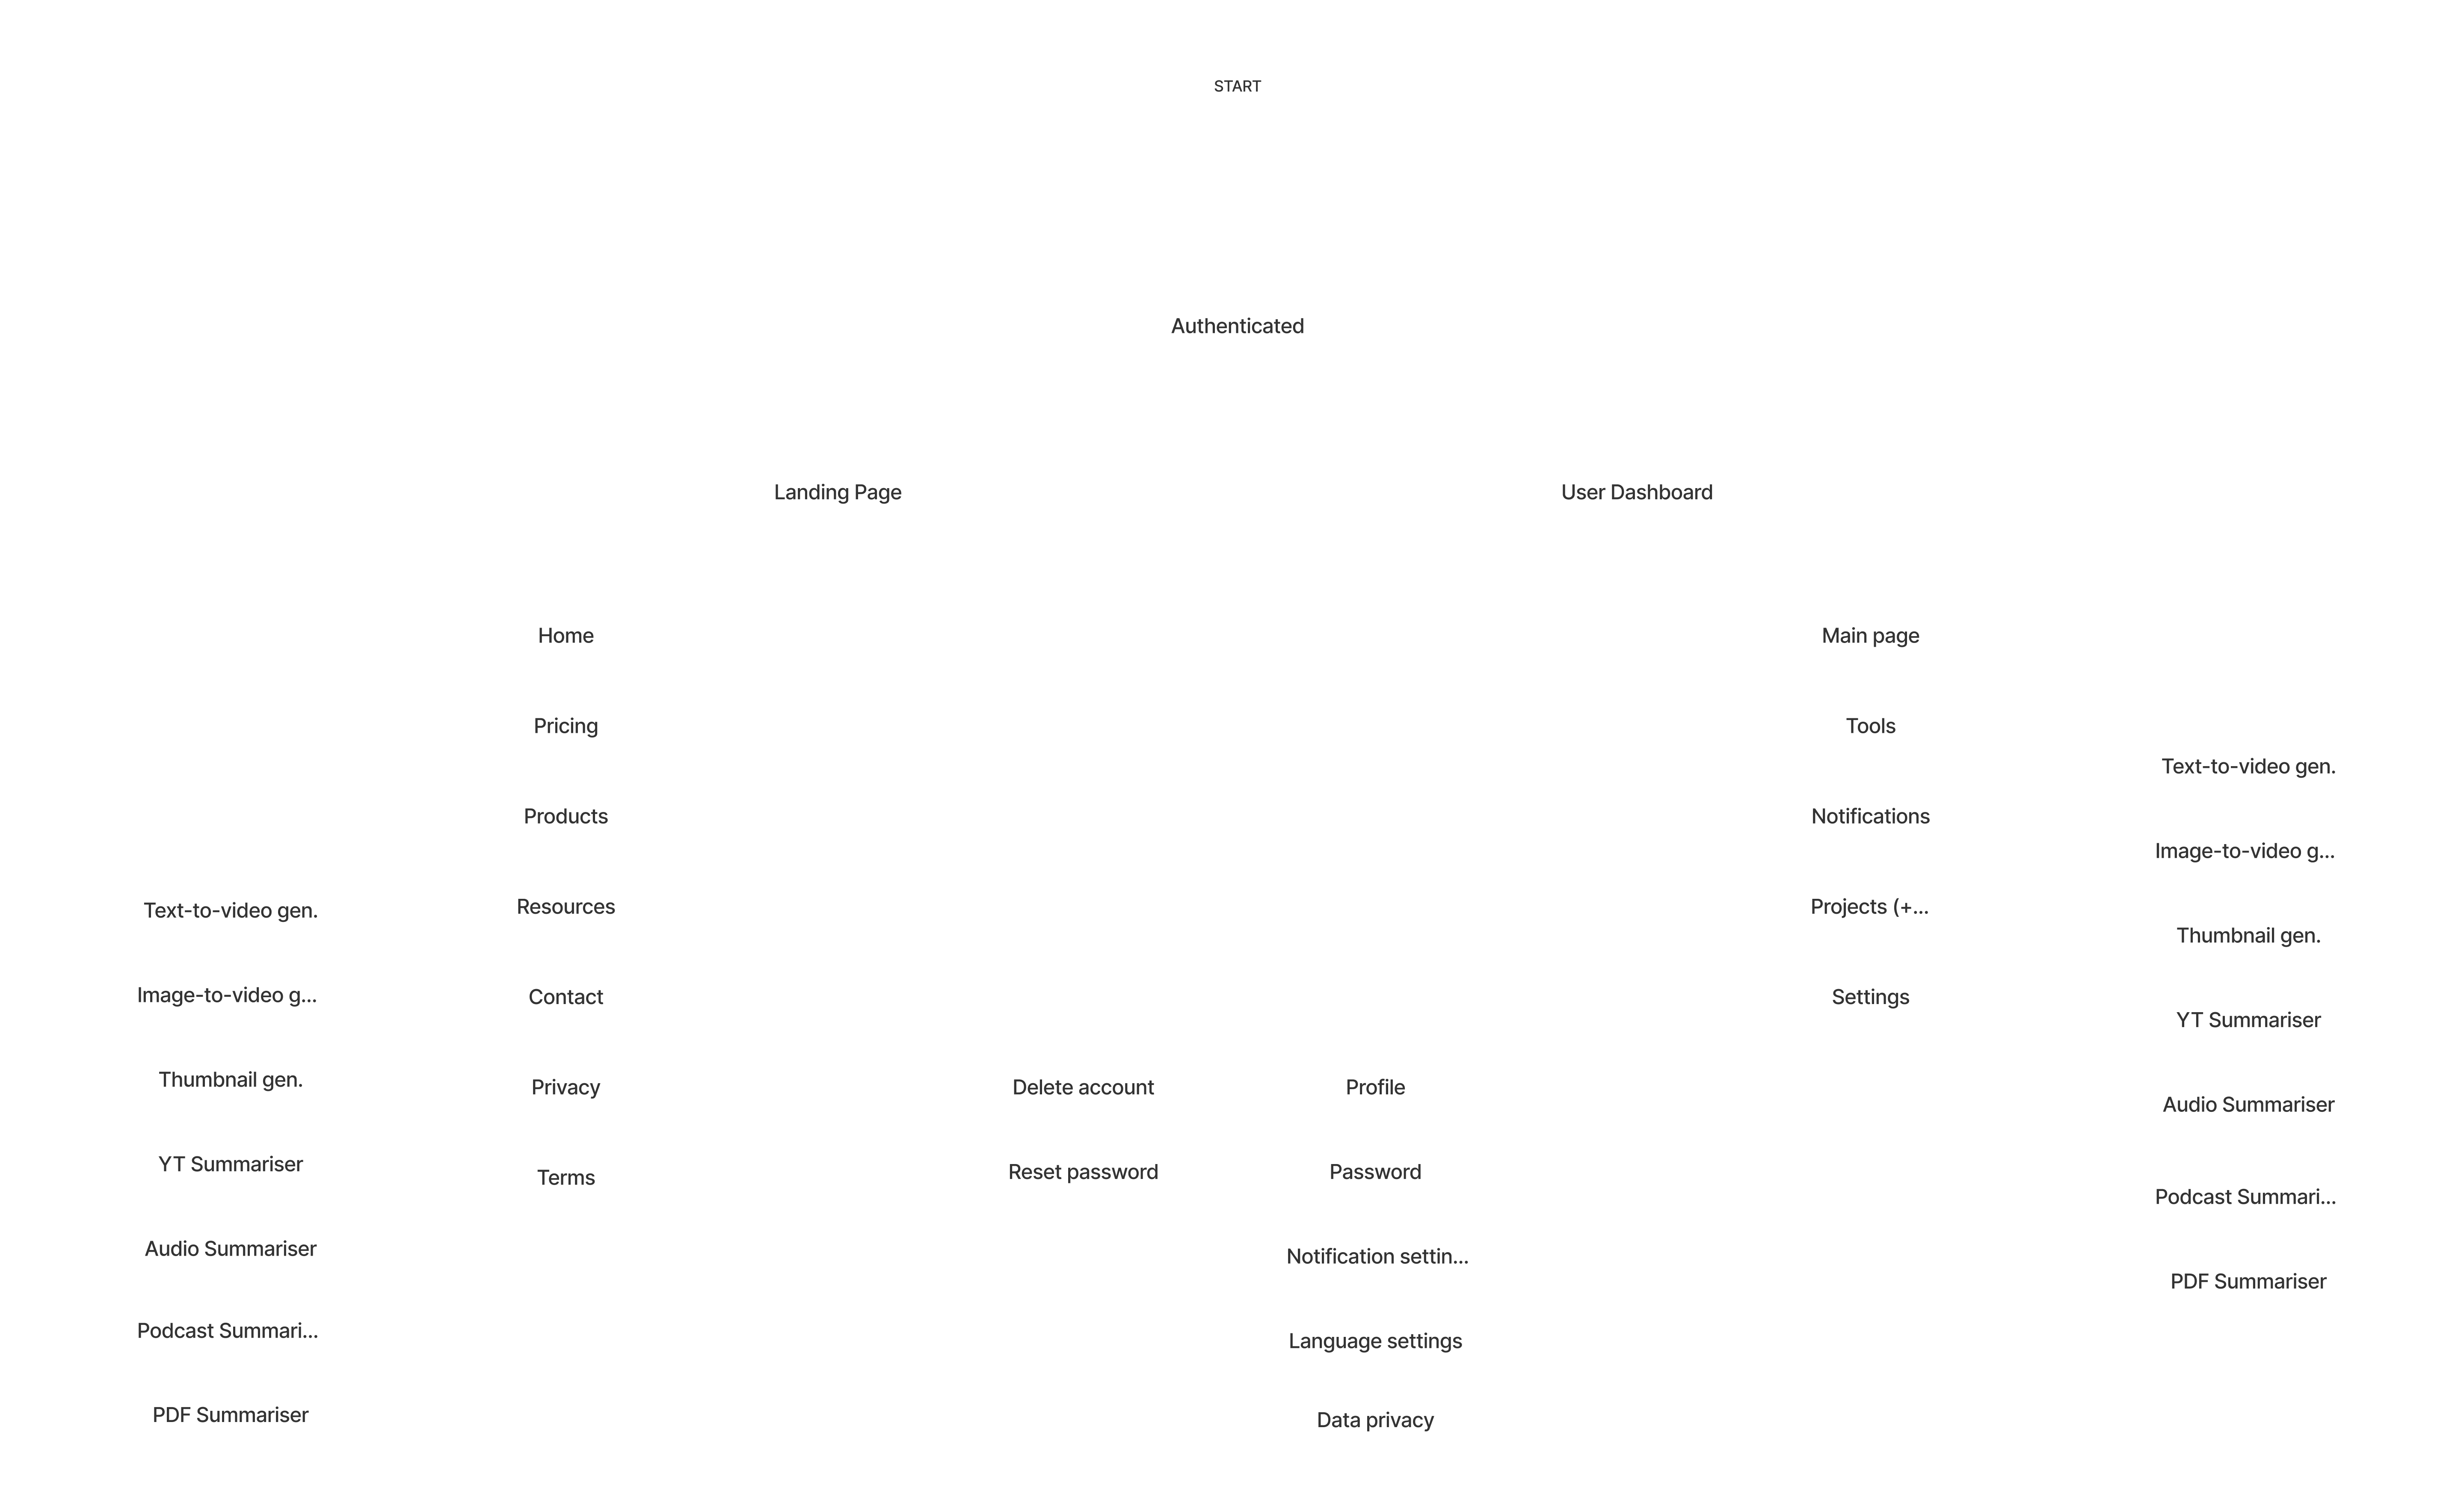 START
Authenticated
Landing Page
User Dashboard
Home
Pricing
Products
Resources
Contact
Privacy
Terms
Text-to-video gen.
Image-to-video g...
Thumbnail gen.
YT Summariser
Audio Summariser
Podcast Summari...
PDF Summariser
Main page
Tools
Notifications
Projects (+...
Settings
Text-to-video gen.
Image-to-video g...
Thumbnail gen.
YT Summariser
Audio Summariser
Podcast Summari...
PDF Summariser
Profile
Password
Notification settin...
Language settings
Data privacy
Delete account
Reset password